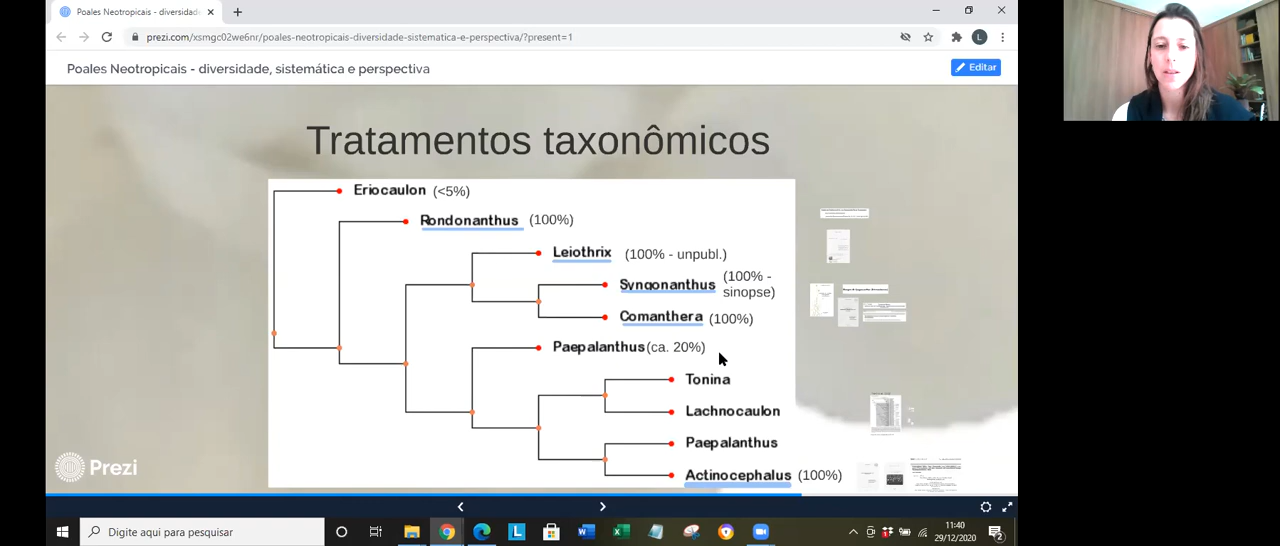 Poales Neotropicais - diversidad
prezi.com/xsmgc02we6nr/poales-neotropicais-diversidade-sistematica-e-perspectiva/?present=1
L
Poales Neotropicais - diversidade, sistemática e perspectiva
Editar
Tratamentos taxonômicos
Eriocaulon (<5%)
Rondonanthus (100%)
Leiothrix (100% - unpubl.)
Syngonanthus (100% - sinopse)
Comanthera (100%)
Paepalanthus (ca. 20%)
Tonina
Lachnocaulon
Paepalanthus
Actinocephalus (100%)
Prezi
Digite aqui para pesquisar
11:40
29/12/2020
2